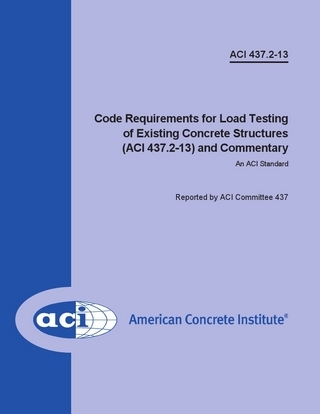 ACI 437.2-13
Code Requirements for Load Testing
of Existing Concrete Structures
(ACI 437.2-13) and Commentary
An ACI Standard
Reported by ACI Committee 437
aci American Concrete Institute®